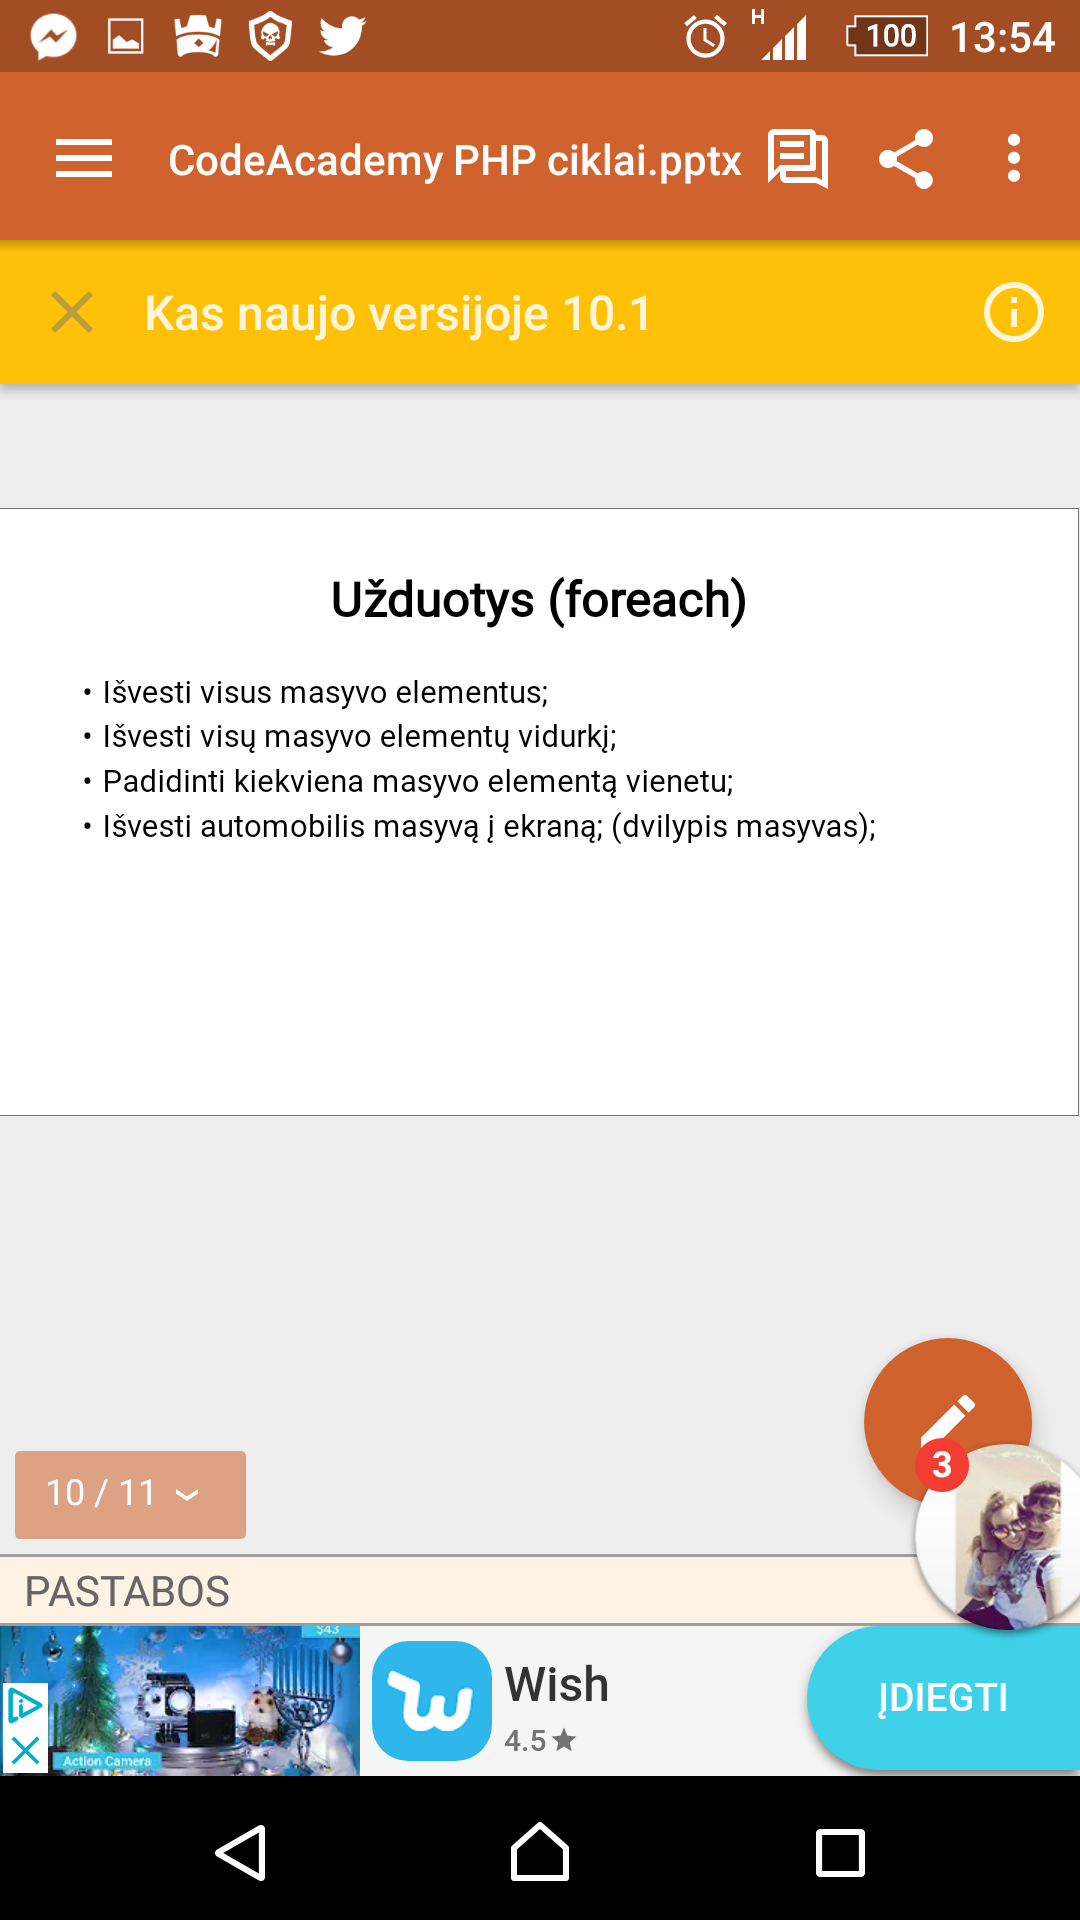 H
100
13:54
CodeAcademy PHP ciklai.pptx
Kas naujo versijoje 10.1
Užduotys (foreach)
• Išvesti visus masyvo elementus;
• Išvesti visų masyvo elementų vidurkį;
• Padidinti kiekviena masyvo elementą vienetu;
• Išvesti automobilis masyvą į ekraną; (dvilypis masyvas);
3
10 / 11
PASTABOS
$43
Action Camera
Wish
4.5
ĮDIEGTI